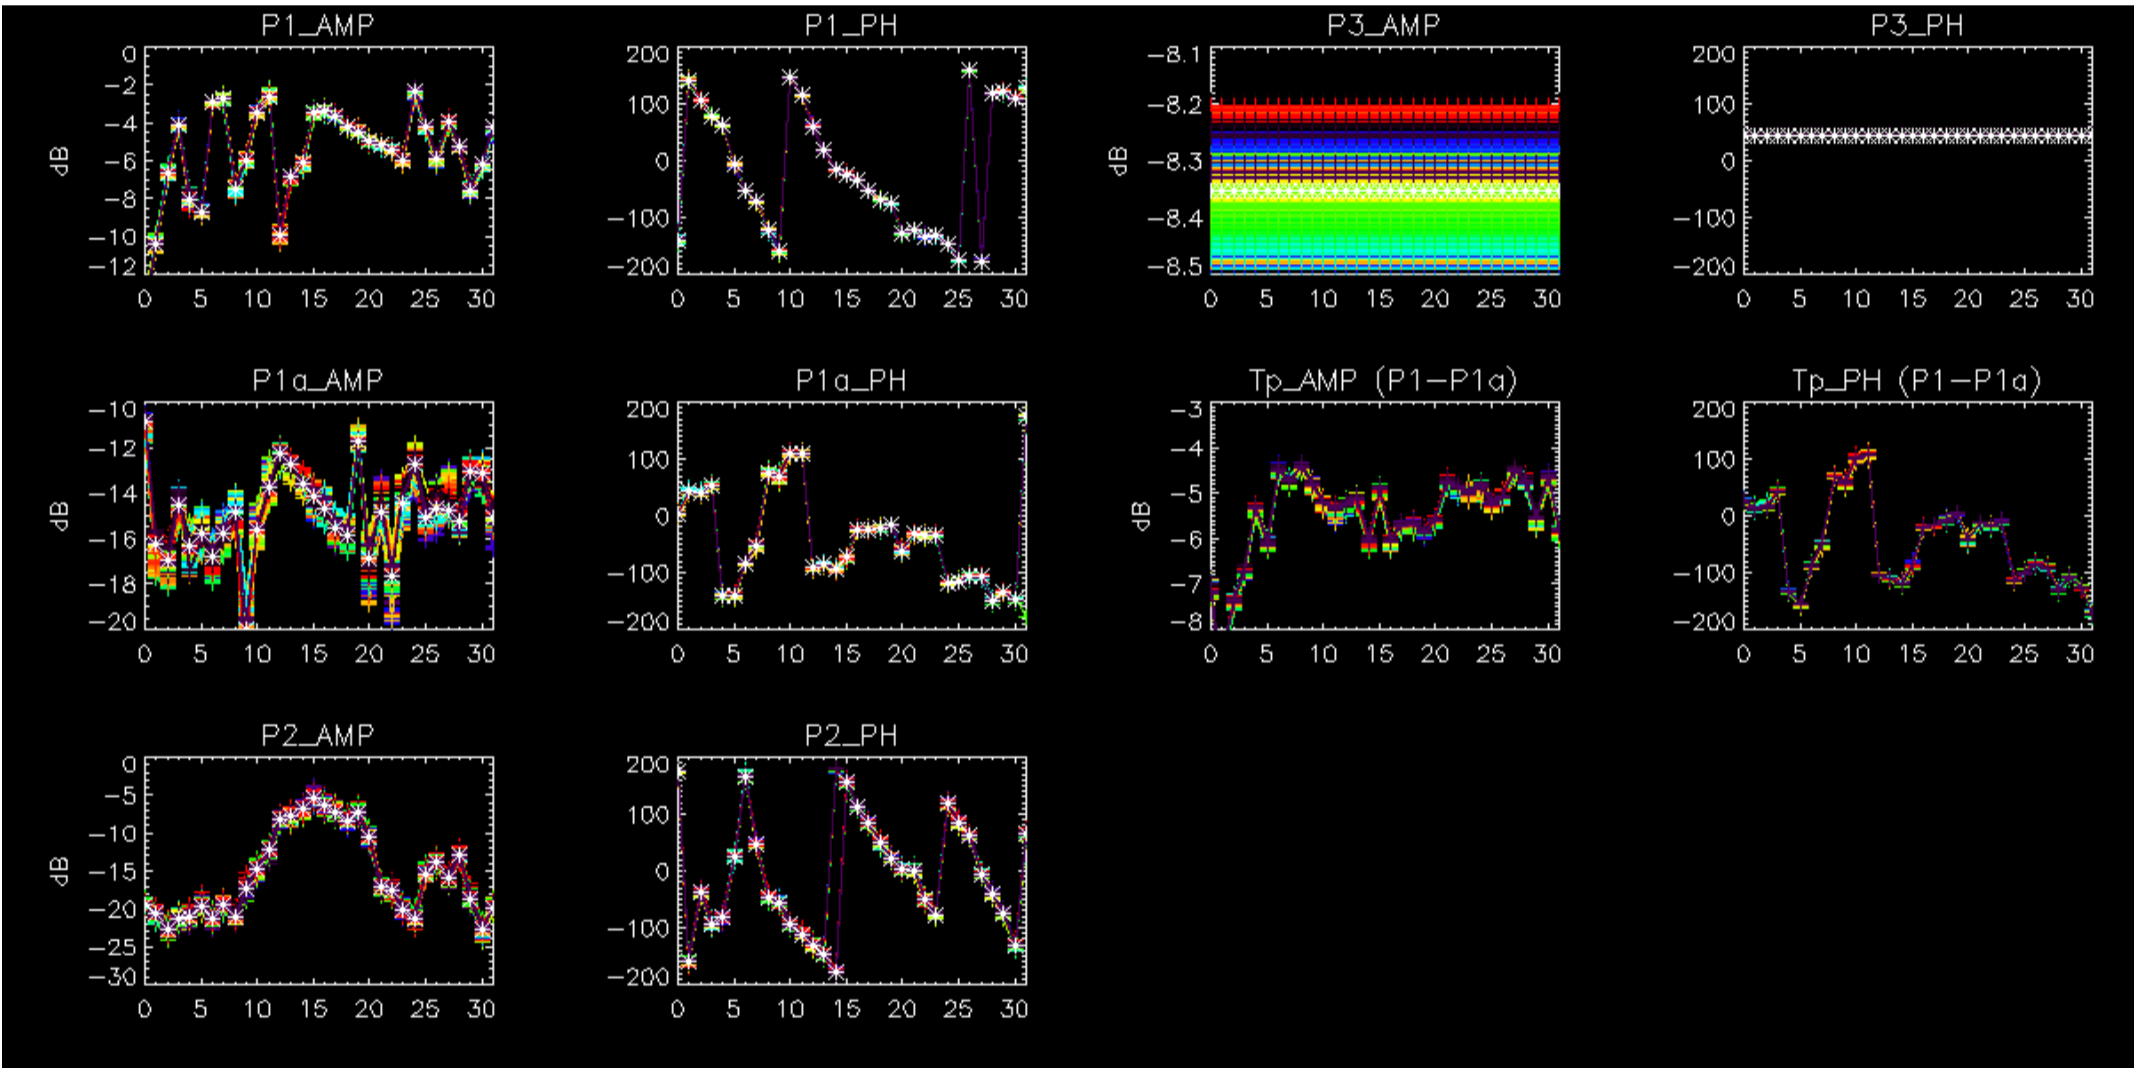 P1_AMP P1_PH P3_AMP P3_PH
0 200 -8.1 200
-2
100 -8.2 100
-4
dB -6 0 dB -8.3 0
-8
-100 -8.4 -100
-10
-12 -200 -8.5 -200
0 5 10 15 20 25 30 0 5 10 15 20 25 30 0 5 10 15 20 25 30 0 5 10 15 20 25 30
P1a_AMP P1a_PH Tp_AMP (P1-P1a) Tp_PH (P1-P1a)
-10 200 -3 200
-12 100 -4 100
-14
dB 0 dB -5 0
-16 -6
-18 -100 -7 -100
-20 -200 -8 -200
0 5 10 15 20 25 30 0 5 10 15 20 25 30 0 5 10 15 20 25 30 0 5 10 15 20 25 30
P2_AMP P2_PH
0 200
-5
100
-10
dB -15 0
-20
-100
-25
-30 -200
0 5 10 15 20 25 30 0 5 10 15 20 25 30